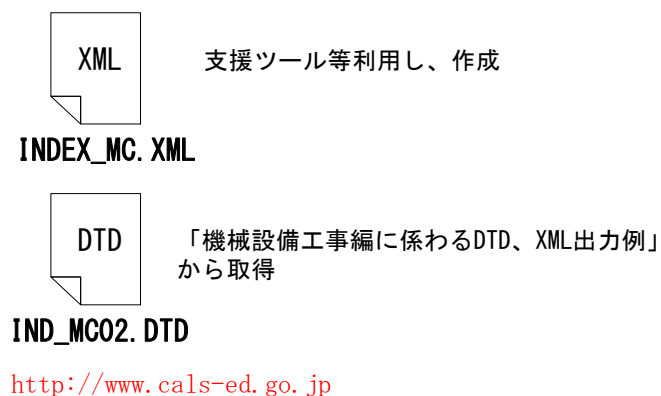 XML
支援ツール等利用し、作成
INDEX_MC.XML
DTD
「機械設備工事編に係わるDTD、XML出力例」
から取得
IND_MC02.DTD
http://www.cals-ed.go.jp